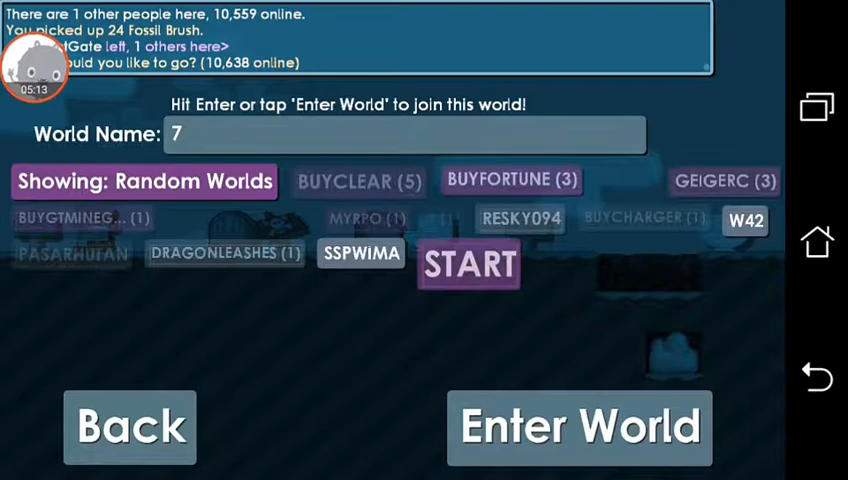 There are 1 other people here, 10,559 online.
You picked up 24 Fossil Brush.
tGate left, 1 others here>
ould you like to go? (10,638 online)
05:13
Hit Enter or tap 'Enter World' to join this world!
World Name: 7
Showing: Random Worlds BUYCLEAR (5) BUYFORTUNE (3) GEIGERC (3)
BUYGTMINEG... (1) MYRPO (1) RESKY094 BUYCHARGER (1) W42
PASARHUTAN DRAGONLEASHES (1) SSPWIMA START
Back Enter World